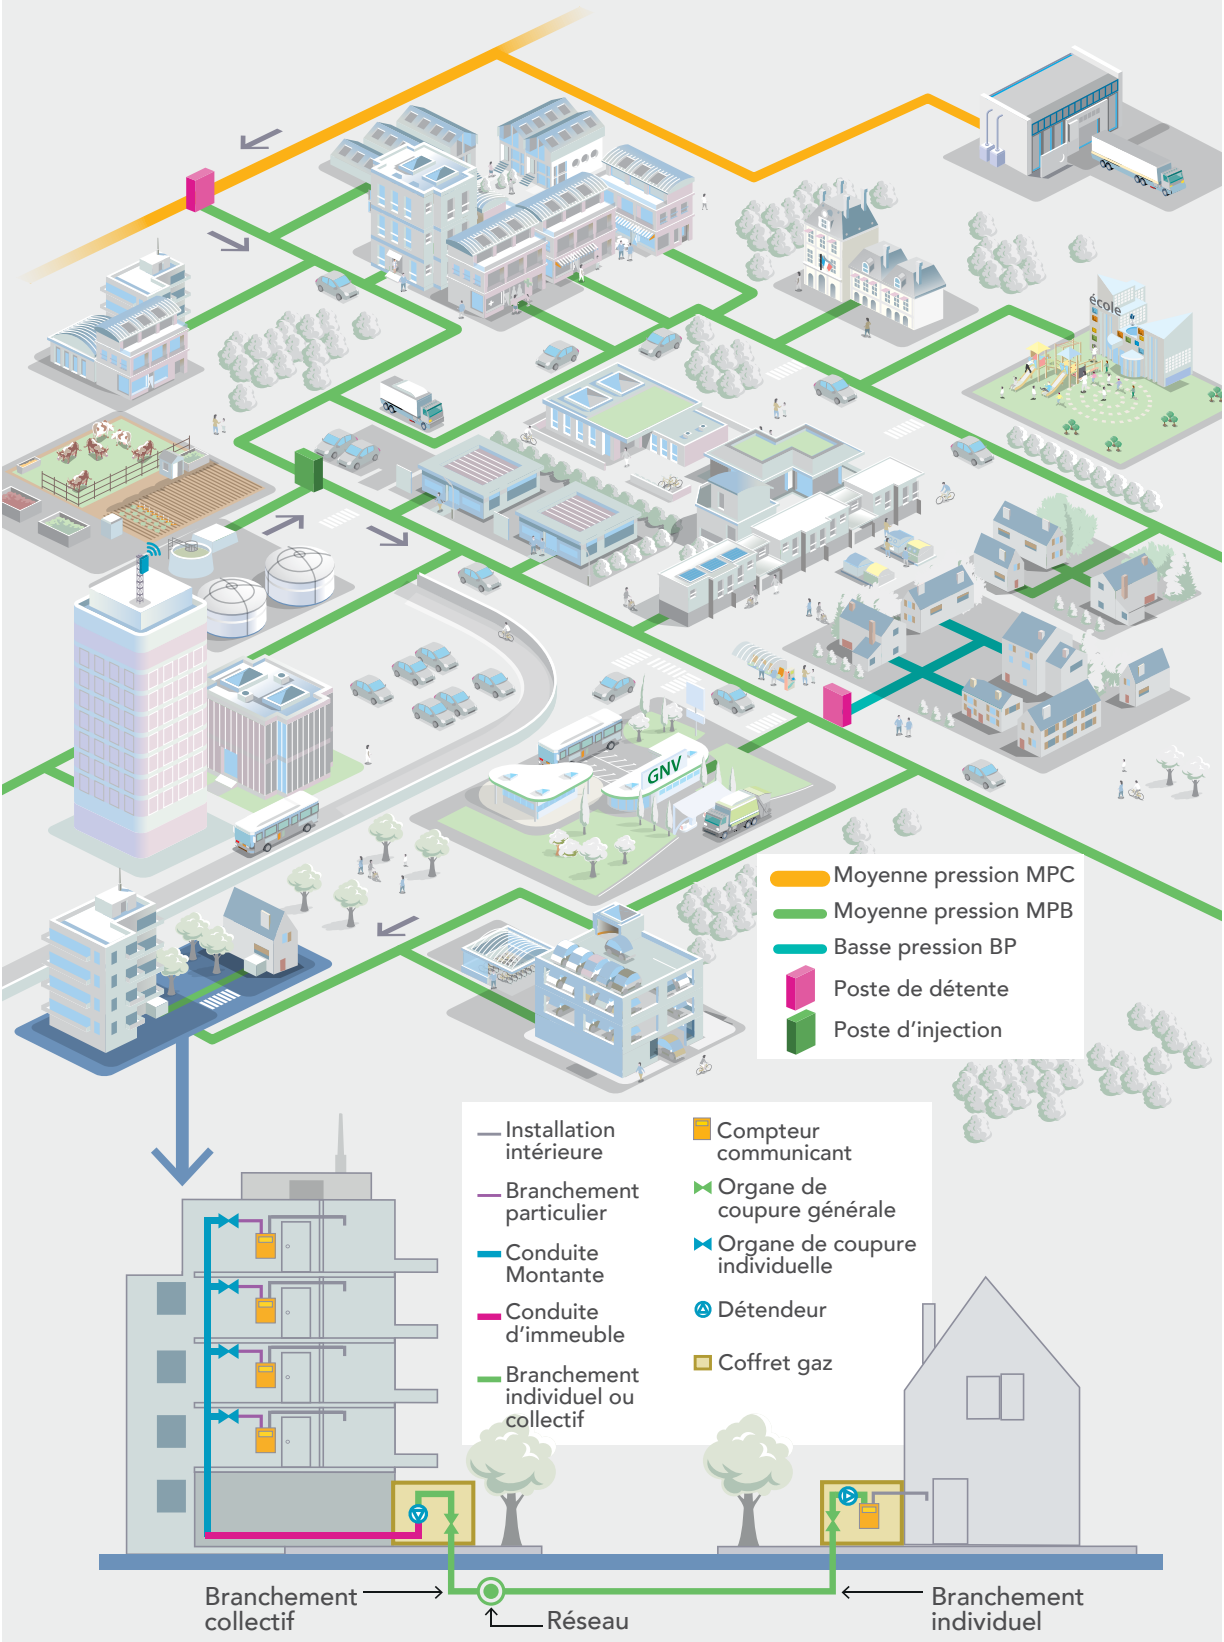 école
GNV
Moyenne pression MPC
Moyenne pression MPB
Basse pression BP
Poste de détente
Poste d'injection
Installation
intérieure
Branchement
particulier
Conduite
Montante
Conduite
d'immeuble
Branchement
individuel ou
collectif
Compteur
communicant
Organe de
coupure générale
Organe de coupure
individuelle
Détendeur
Coffret gaz
Branchement
collectif
Réseau
Branchement
individuel